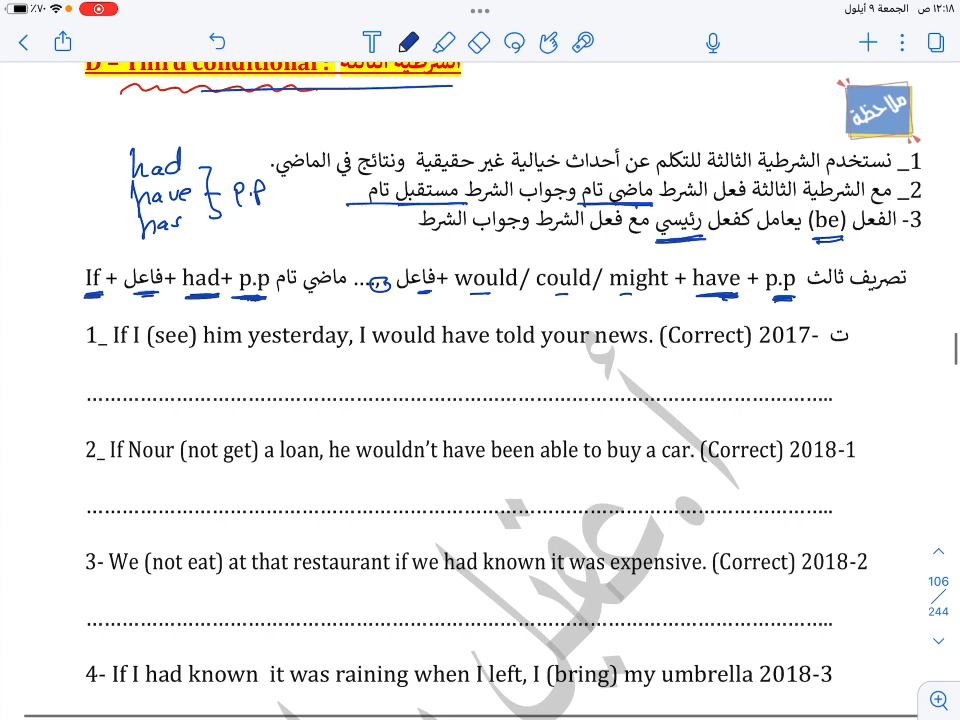 ١٢:١٨ ص الجمعة ٩ أيلول
٪٧٠
T
D – Third conditional : الشرطية الثالثة
ملاحظة
1_ نستخدم الشرطية الثالثة للتكلم عن أحداث خيالية غير حقيقية ونتائج في الماضي.
2_ مع الشرطية الثالثة فعل الشرط ماضي تام وجواب الشرط مستقبل تام
3- الفعل (be) يعامل كفعل رئيسي مع فعل الشرط وجواب الشرط
had
have
has
p.p
If + فاعل +had+ p.p ماضي تام ....,, فاعل+ would/ could/ might + have + p.p تصريف ثالث
1_ If I (see) him yesterday, I would have told your news. (Correct) 2017- ت
........................................................................
2_ If Nour (not get) a loan, he wouldn't have been able to buy a car. (Correct) 2018-1
........................................................................
3- We (not eat) at that restaurant if we had known it was expensive. (Correct) 2018-2
........................................................................
4- If I had known it was raining when I left, I (bring) my umbrella 2018-3
106
244